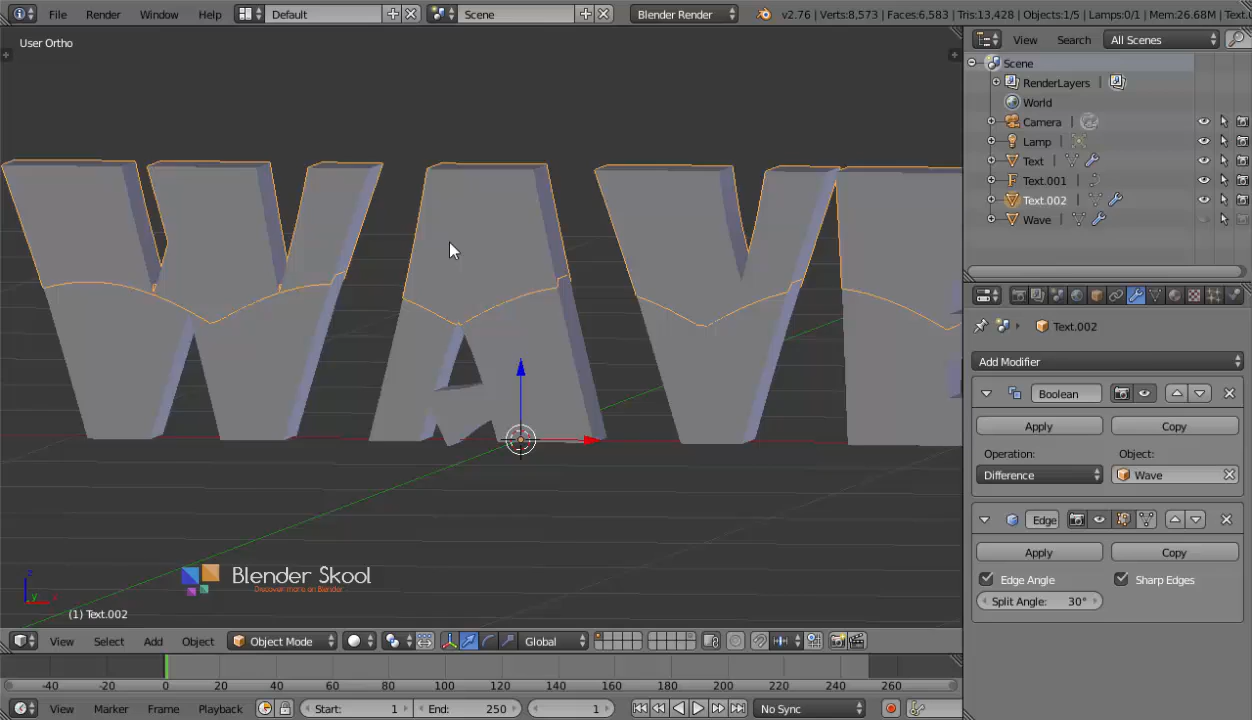 File Render Window Help Default Scene Blender Render v2.76 | Verts:8,573 | Faces:6,583 | Tris:13,428 | Objects:1/5 | Lamps:0/1 | Mem:26.68M | Text.
User Ortho
View Search All Scenes
Scene
RenderLayers
World
Camera
Lamp
Text
Text.001
Text.002
Wave
WAVE
Text.002
Add Modifier
Boolean
Apply Copy
Operation: Object:
Difference Wave
Edge
Apply Copy
Edge Angle Sharp Edges
Split Angle: 30°
Blender Skool
Discover more on Blender
z
y x
(1) Text.002
View Select Add Object Object Mode Global
-40 -20 0 20 40 60 80 100 120 140 160 180 200 220 240 260
View Marker Frame Playback Start: 1 End: 250 1 No Sync